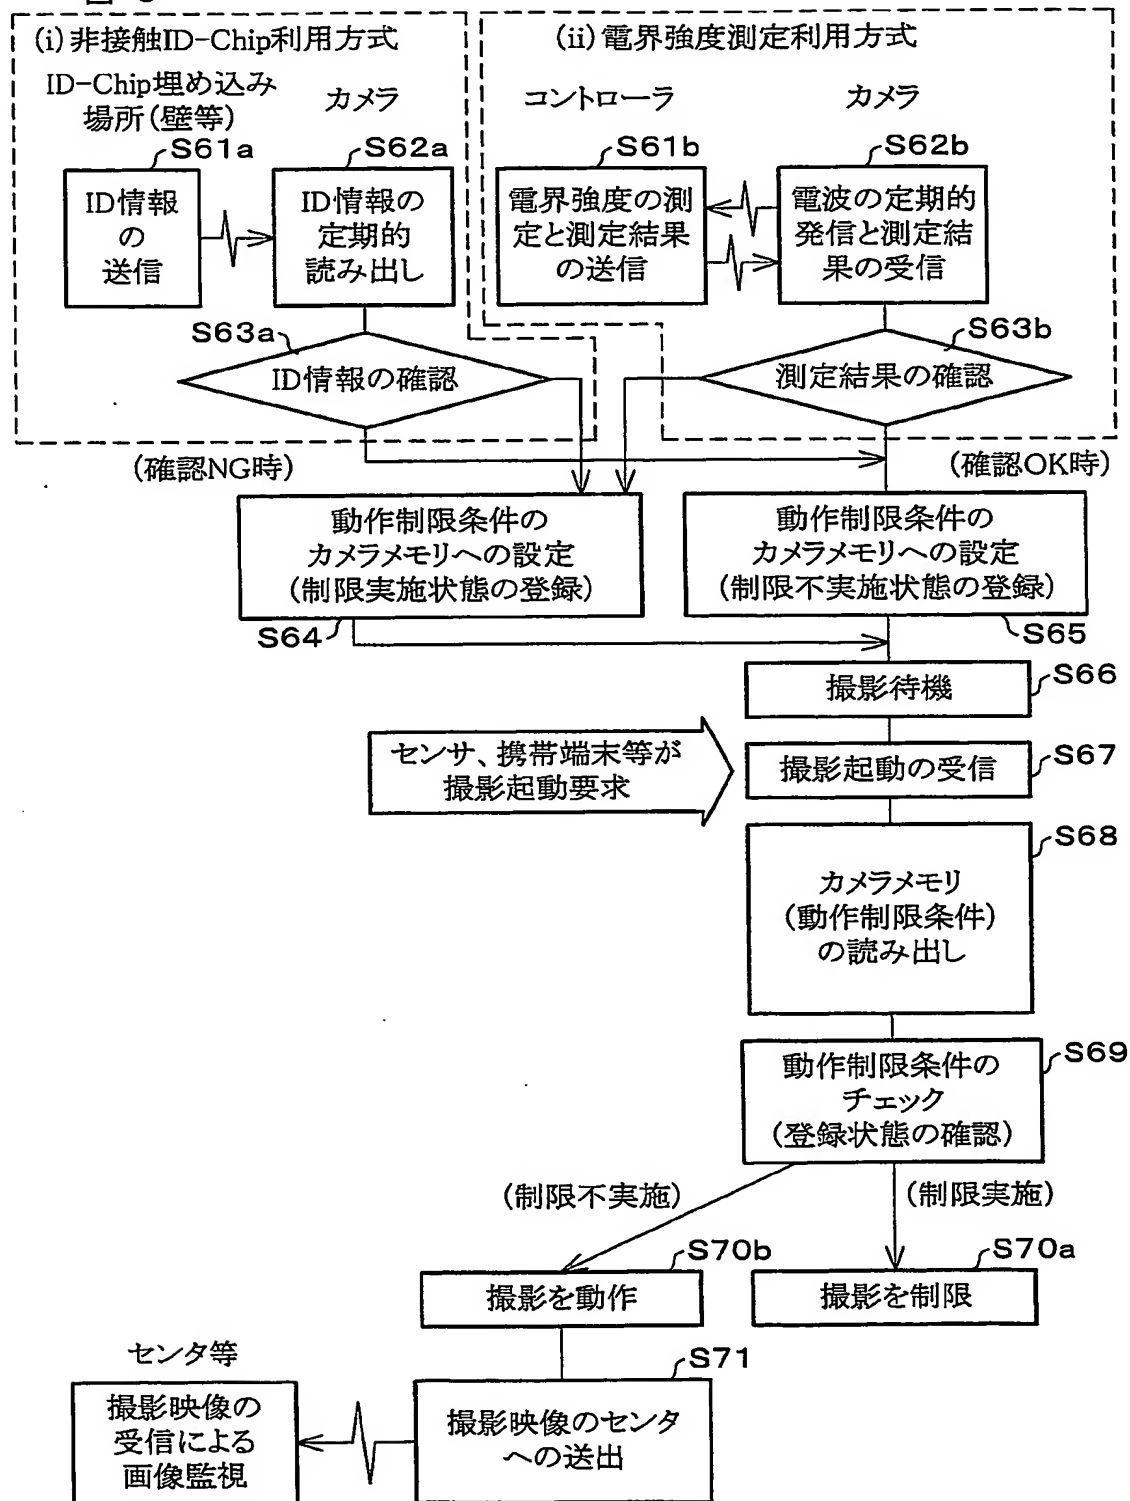 (i)非接触ID-Chip利用方式
ID-Chip埋め込み
場所(壁等)
カメラ
S61a
ID情報
の
送信
S62a
ID情報の
定期的
読み出し
S63a
ID情報の確認
(ii)電界強度測定利用方式
コントローラ
カメラ
S61b
電界強度の測
定と測定結果
の送信
S62b
電波の定期的
発信と測定結
果の受信
S63b
測定結果の確認
(確認NG時)
(確認OK時)
動作制限条件の
カメラメモリへの設定
(制限実施状態の登録)
S64
動作制限条件の
カメラメモリへの設定
(制限不実施状態の登録)
S65
撮影待機
S66
センサ、携帯端末等が
撮影起動要求
撮影起動の受信
S67
S68
カメラメモリ
(動作制限条件)
の読み出し
S69
動作制限条件の
チェック
(登録状態の確認)
(制限不実施)
(制限実施)
S70b
撮影を動作
S70a
撮影を制限
センタ等
撮影映像の
受信による
画像監視
S71
撮影映像のセンタ
への送出